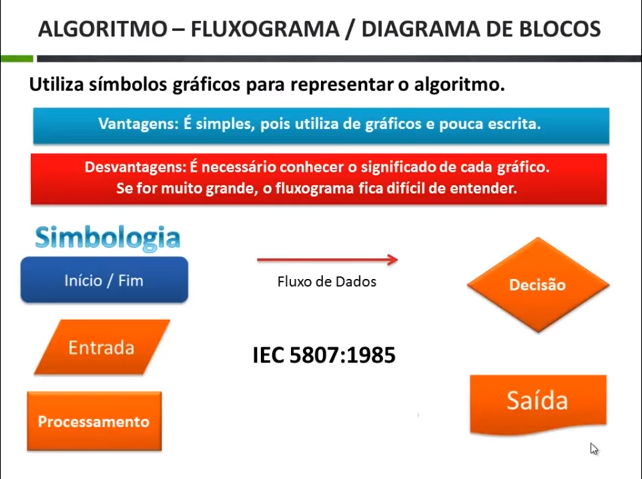 ALGORITMO – FLUXOGRAMA / DIAGRAMA DE BLOCOS
Utiliza símbolos gráficos para representar o algoritmo.
Vantagens: É simples, pois utiliza de gráficos e pouca escrita.
Desvantagens: É necessário conhecer o significado de cada gráfico.
Se for muito grande, o fluxograma fica difícil de entender.
Simbologia
Início / Fim
Fluxo de Dados
Decisão
Entrada
IEC 5807:1985
Processamento
Saída